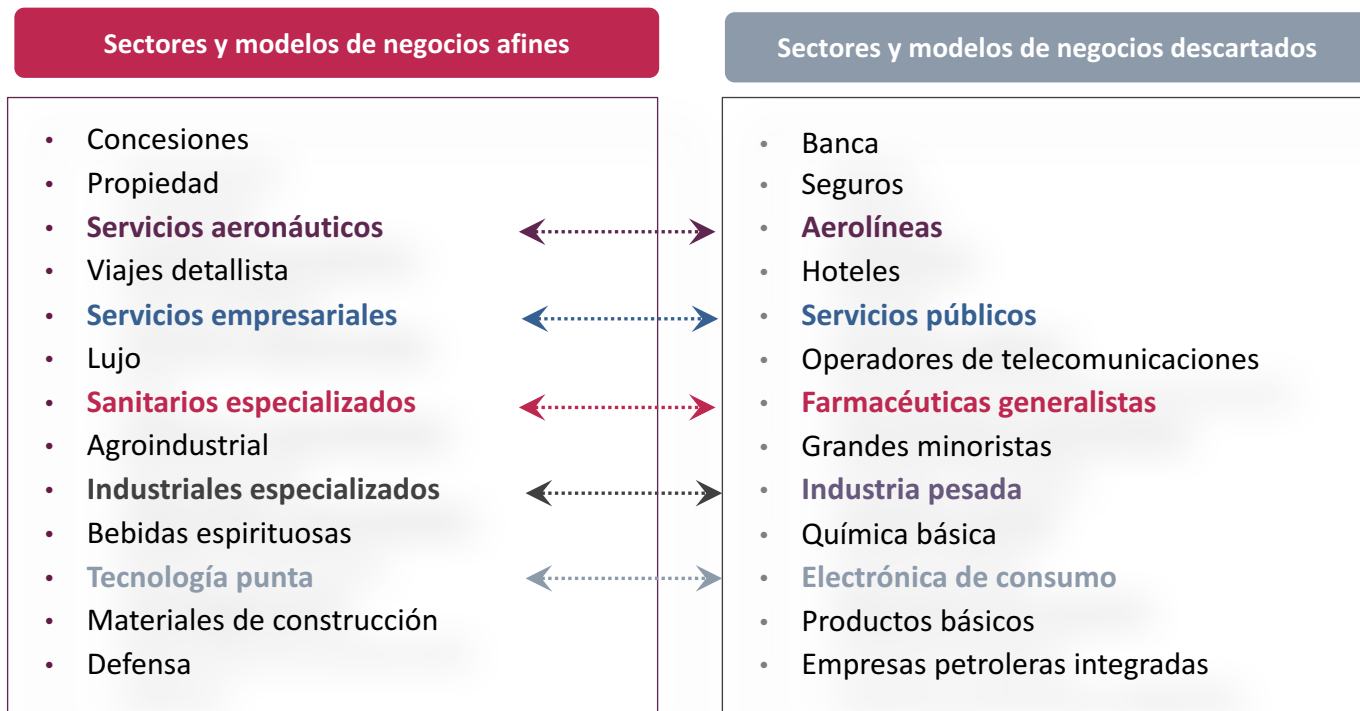 Sectores y modelos de negocios afines
• Concesiones
• Propiedad
• Servicios aeronáuticos
• Viajes detallista
• Servicios empresariales
• Lujo
• Sanitarios especializados
• Agroindustrial
• Industriales especializados
• Bebidas espirituosas
• Tecnología punta
• Materiales de construcción
• Defensa
Sectores y modelos de negocios descartados
• Banca
• Seguros
• Aerolíneas
• Hoteles
• Servicios públicos
• Operadores de telecomunicaciones
• Farmacéuticas generalistas
• Grandes minoristas
• Industria pesada
• Química básica
• Electrónica de consumo
• Productos básicos
• Empresas petroleras integradas